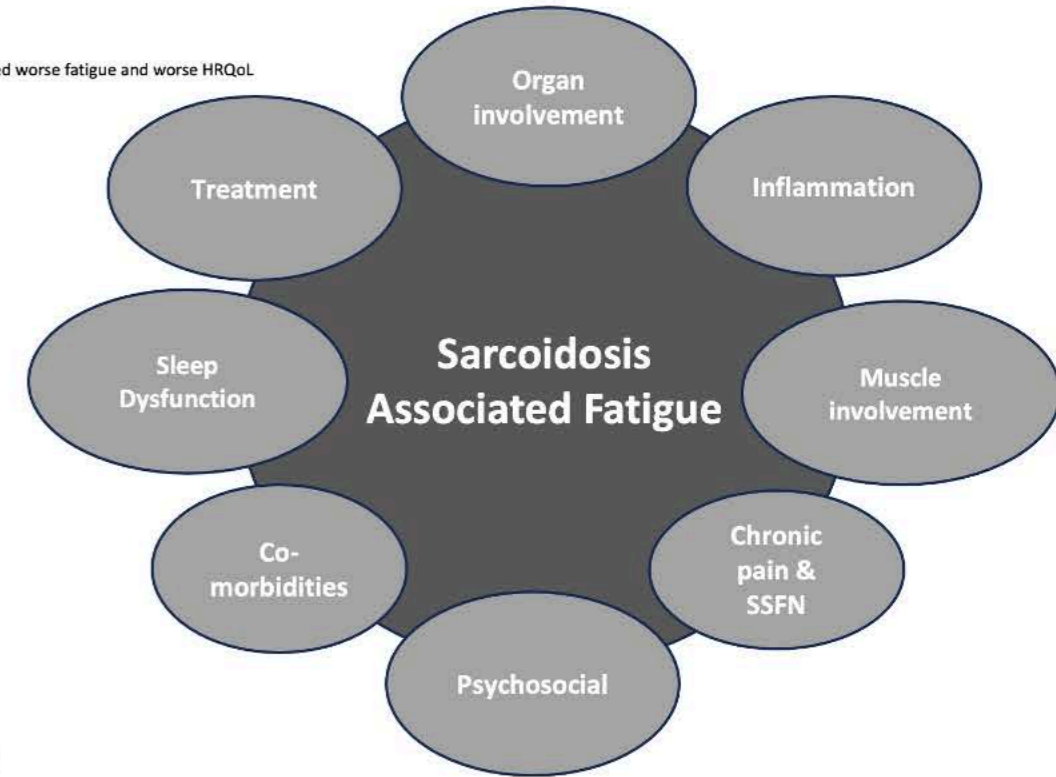 ed worse fatigue and worse HRQoL
Organ
involvement
Treatment
Inflammation
Sarcoidosis
Associated Fatigue
Sleep
Dysfunction
Muscle
involvement
Co-
morbidities
Chronic
pain &
SSFN
Psychosocial